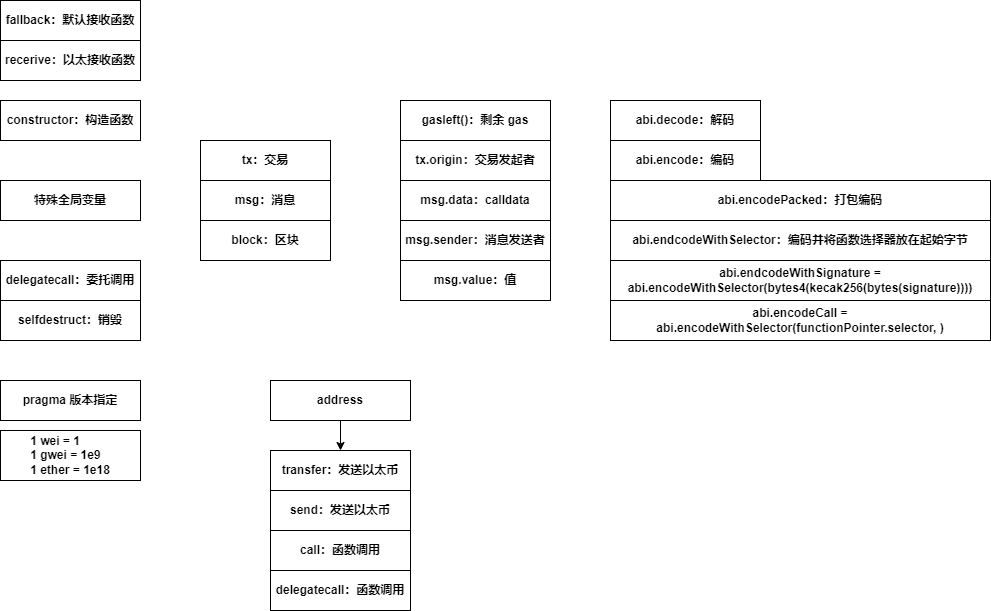 fallback：默认接收函数
recerive：以太接收函数
constructor：构造函数
特殊全局变量
delegatecall：委托调用
selfdestruct：销毁
tx：交易
msg：消息
block：区块
gasleft()：剩余 gas
tx.origin：交易发起者
msg.data：calldata
msg.sender：消息发送者
msg.value：值
abi.decode：解码
abi.encode：编码
abi.encodePacked：打包编码
abi.endcodeWithSelector：编码并将函数选择器放在起始字节
abi.endcodeWithSignature =
abi.encodeWithSelector(bytes4(kecak256(bytes(signature))))
abi.encodeCall =
abi.encodeWithSelector(functionPointer.selector, )
pragma 版本指定
1 wei = 1
1 gwei = 1e9
1 ether = 1e18
address
transfer：发送以太币
send：发送以太币
call：函数调用
delegatecall：函数调用